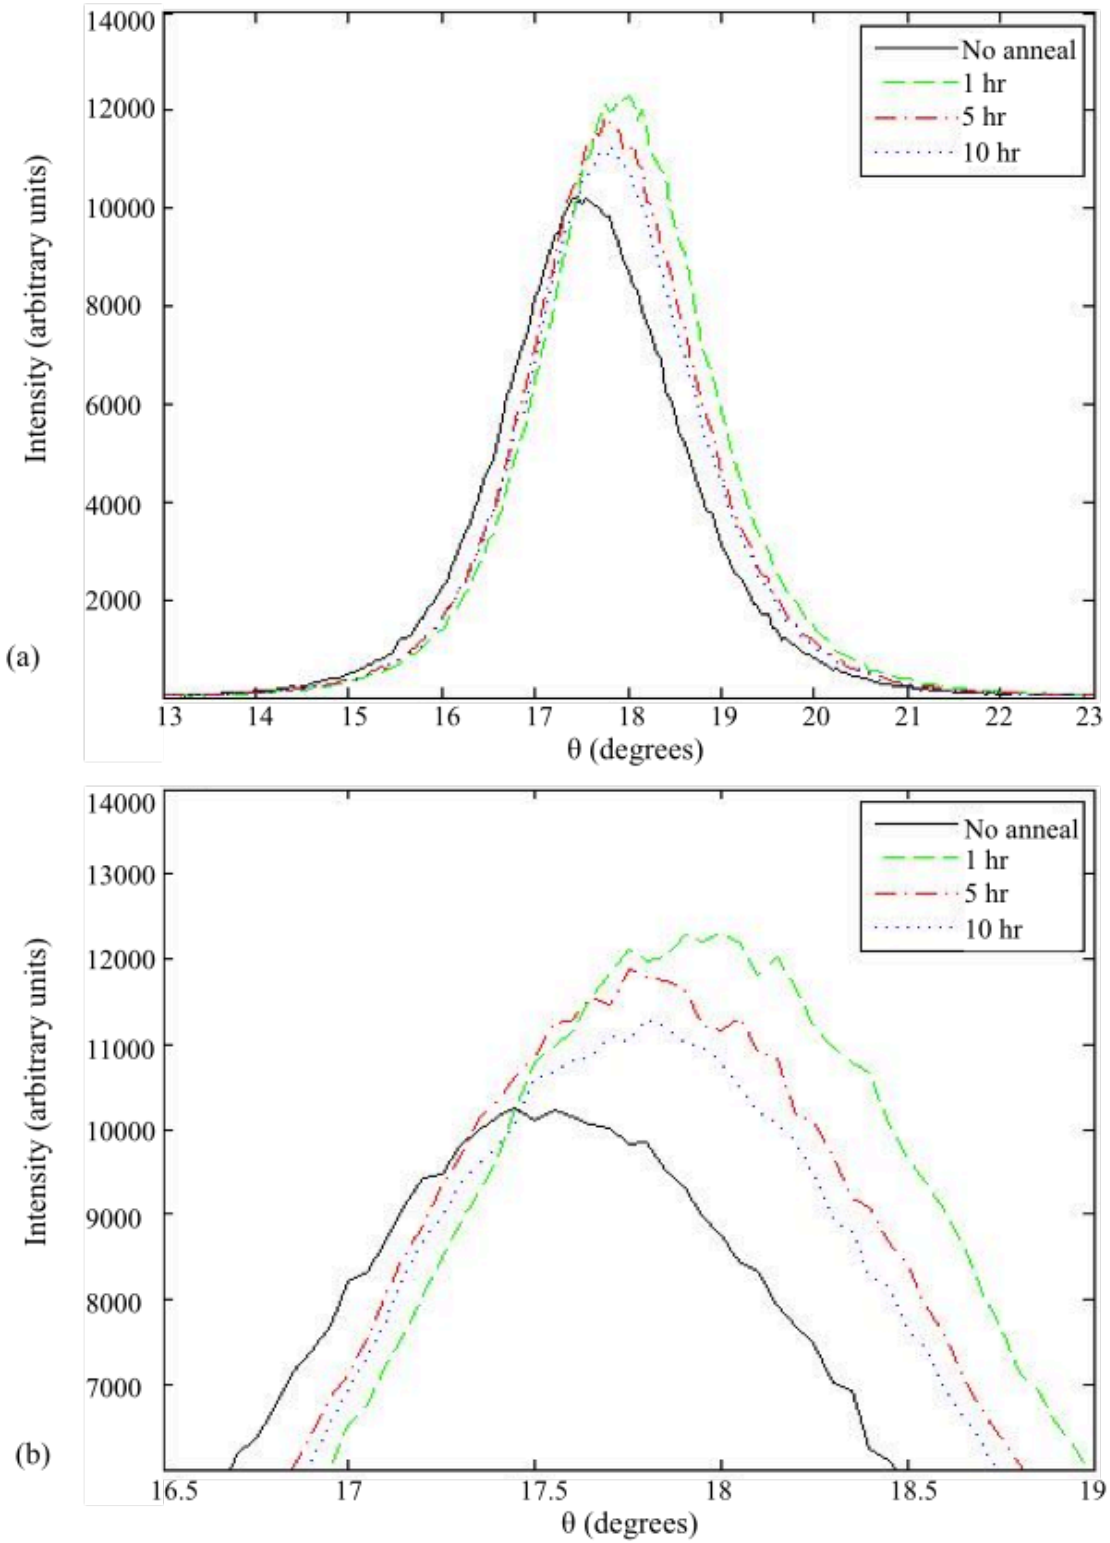 14000
12000
10000
8000
6000
4000
2000
Intensity (arbitrary units)
No anneal
1 hr
5 hr
10 hr
(a)
13 14 15 16 17 18 19 20 21 22 23
θ (degrees)
14000
13000
12000
11000
10000
9000
8000
7000
Intensity (arbitrary units)
No anneal
1 hr
5 hr
10 hr
(b)
16.5 17 17.5 18 18.5 19
θ (degrees)